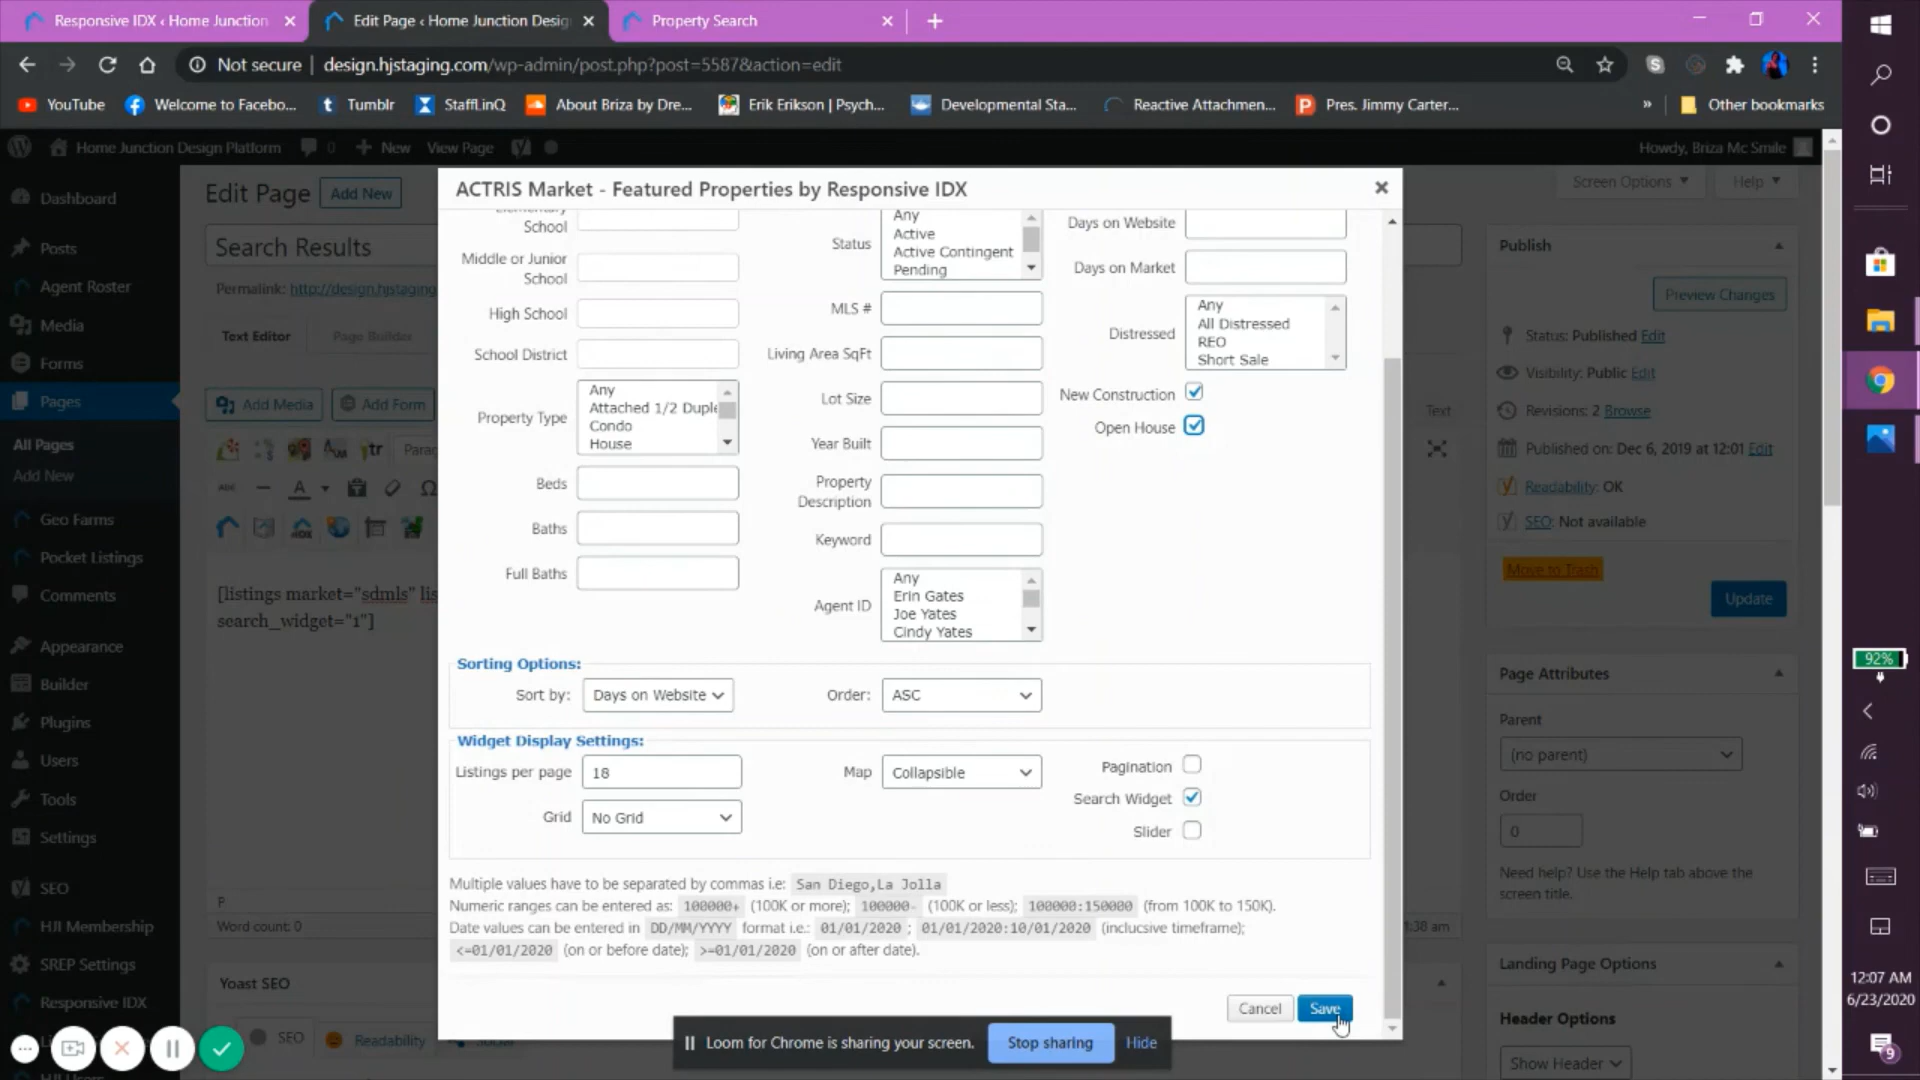 Responsive IDX ‹ Home Junction
Edit Page ‹ Home Junction Desig
Property Search
Not secure | design.hjstaging.com/wp-admin/post.php?post=5587&action=edit
YouTube
Welcome to Facebo...
Tumblr
StaffLinQ
About Briza by Dre...
Erik Erikson | Psych...
Developmental Sta...
Reactive Attachmen...
Pres. Jimmy Carter...
»
Other bookmarks
Home Junction Design Platform
0
New
View Page
Howdy, Briza Mc Smile
Dashboard
Posts
Agent Roster
Media
Forms
Pages
All Pages
Add New
Geo Farms
Pocket Listings
Comments
Appearance
Builder
Plugins
Users
Tools
Settings
SEO
HJI Membership
SREP Settings
Responsive IDX
HJI Users
Edit Page
Add New
Screen Options
Help
Search Results
Permalink: http://design.hjstaging
Text Editor
Page Builder
Add Media
Add Form
Text
Parag
[listings market="sdmls" lis
search_widget="1"]
P
Word count: 0
1:38 am
Yoast SEO
SEO
Readability
Social
ACTRIS Market - Featured Properties by Responsive IDX
Elementary
School
Middle or Junior
School
High School
School District
Property Type
Any
Attached 1/2 Duple
Condo
House
Beds
Baths
Full Baths
Status
Any
Active
Active Contingent
Pending
MLS #
Living Area SqFt
Lot Size
Year Built
Property
Description
Keyword
Agent ID
Any
Erin Gates
Joe Yates
Cindy Yates
Days on Website
Days on Market
Distressed
Any
All Distressed
REO
Short Sale
New Construction
Open House
Sorting Options:
Sort by: Days on Website
Order: ASC
Widget Display Settings:
Listings per page 18
Map Collapsible
Pagination
Search Widget
Grid No Grid
Slider
Multiple values have to be separated by commas i.e: San Diego,La Jolla
Numeric ranges can be entered as: 100000+ (100K or more); 100000- (100K or less); 100000:150000 (from 100K to 150K).
Date values can be entered in DD/MM/YYYY format i.e.: 01/01/2020 ; 01/01/2020:10/01/2020 (inclucsive timeframe);
<=01/01/2020 (on or before date); >=01/01/2020 (on or after date).
Cancel
Save
Loom for Chrome is sharing your screen.
Stop sharing
Hide
Publish
Preview Changes
Status: Published Edit
Visibility: Public Edit
Revisions: 2 Browse
Published on: Dec 6, 2019 at 12:01 Edit
Readability: OK
SEO: Not available
Move to Trash
Update
Page Attributes
Parent
(no parent)
Order
0
Need help? Use the Help tab above the
screen title.
Landing Page Options
Header Options
Show Header
92%
12:07 AM
6/23/2020
9